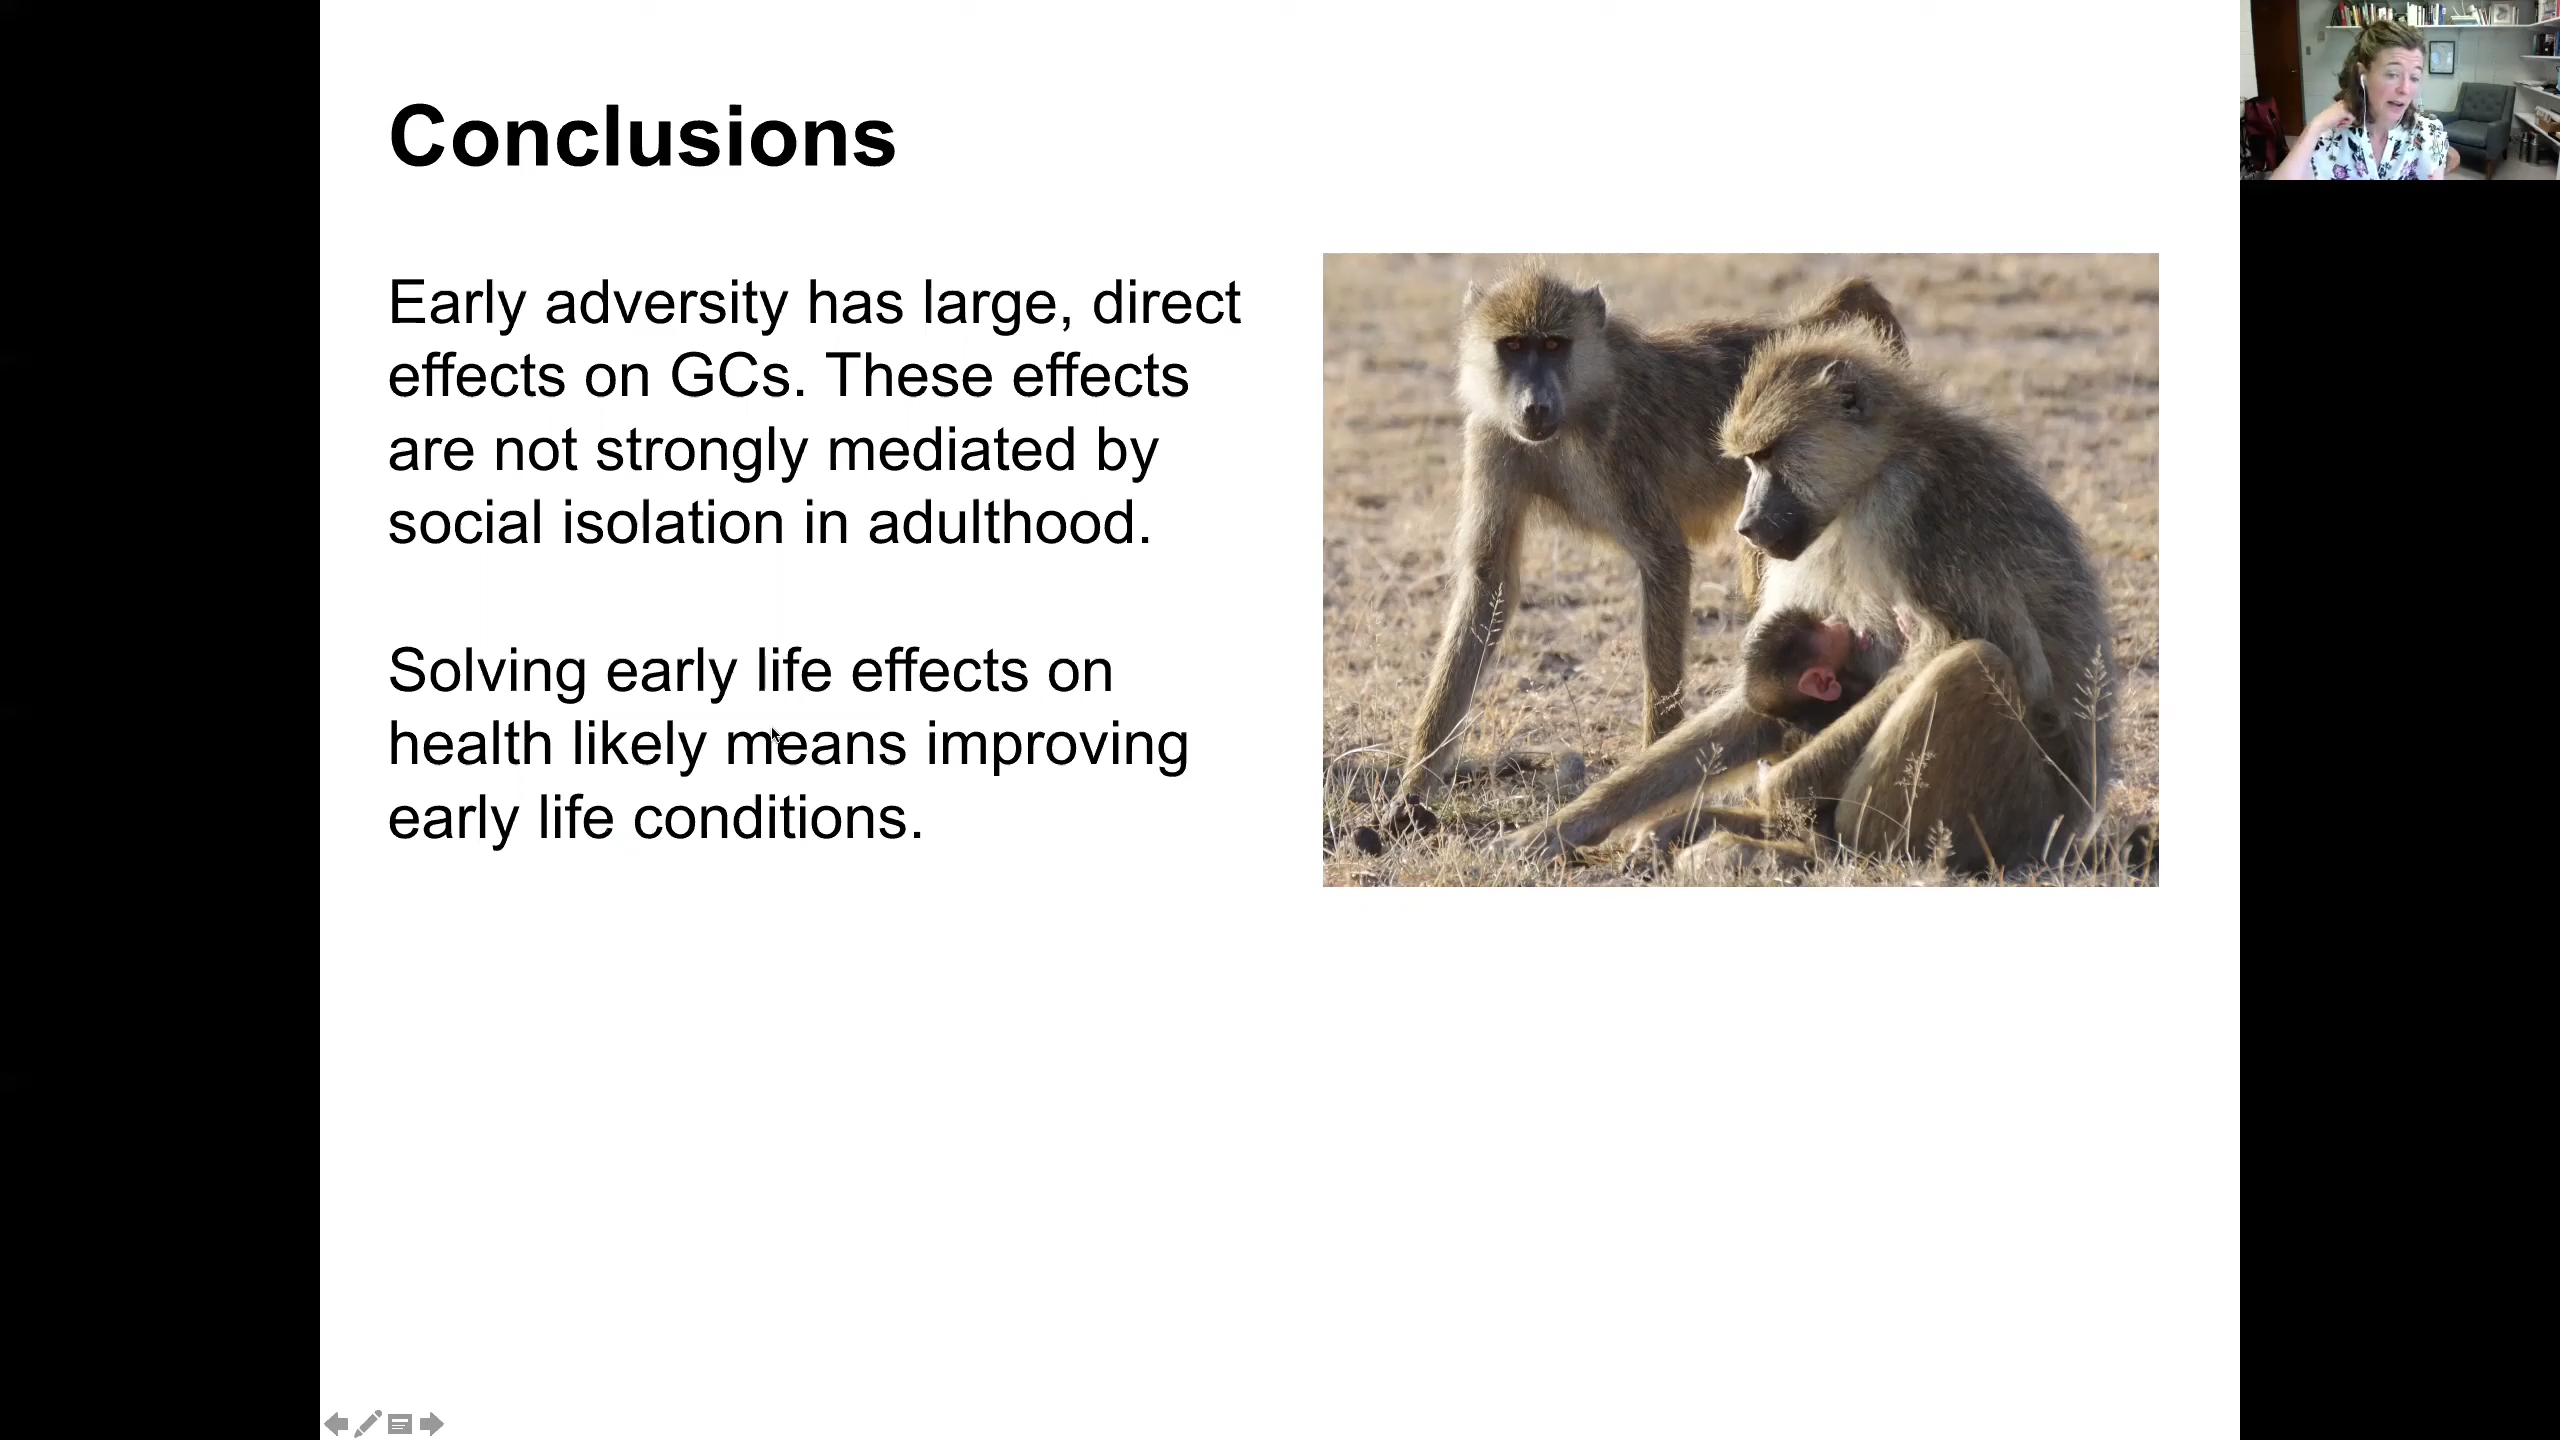 Conclusions
Early adversity has large, direct
effects on GCs. These effects
are not strongly mediated by
social isolation in adulthood.
Solving early life effects on
health likely means improving
early life conditions.